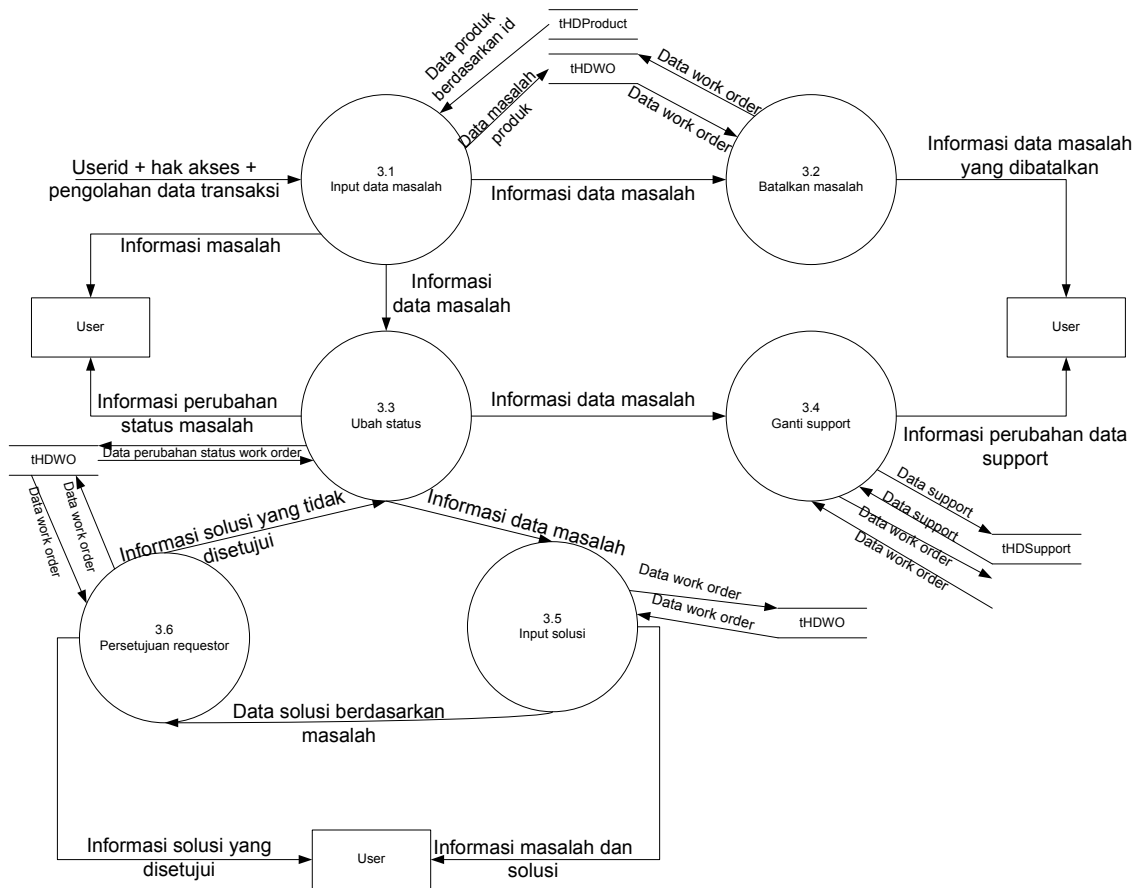 tHDProduct
Data produk
berdasarkan id
tHDWO
Data masalah
produk
Data work order
Data work order
3.1
Input data masalah
3.2
Batalkan masalah
Userid + hak akses +
pengolahan data transaksi
Informasi data masalah
Informasi data masalah
yang dibatalkan
Informasi masalah
Informasi
data masalah
User
User
3.3
Ubah status
3.4
Ganti support
Informasi data masalah
Informasi perubahan
status masalah
Informasi perubahan data
support
tHDWO
Data perubahan status work order
Data work order
Data work order
Data support
Data support
Data work order
Data work order
tHDSupport
Informasi solusi yang tidak
disetujui
Informasi data masalah
Data work order
Data work order
tHDWO
3.6
Persetujuan requestor
3.5
Input solusi
Data solusi berdasarkan
masalah
Informasi solusi yang
disetujui
User
Informasi masalah dan
solusi